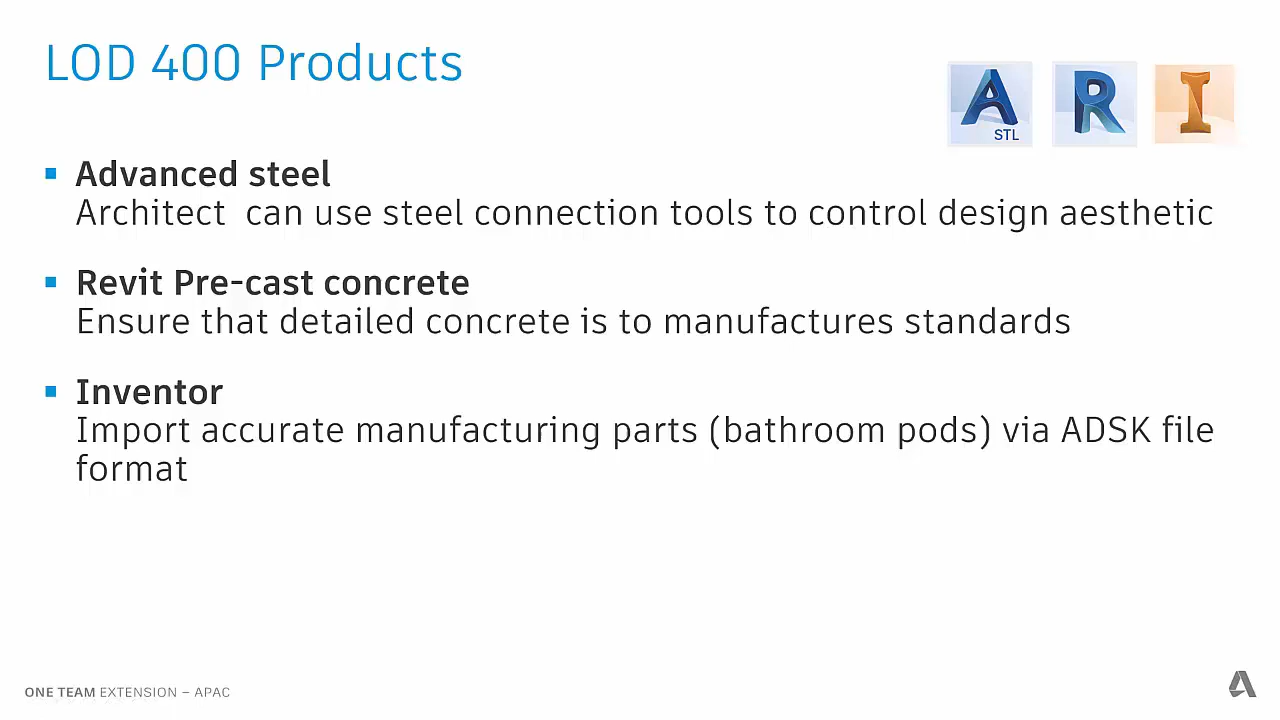 LOD 400 Products
A STL R I
Advanced steel
Architect  can use steel connection tools to control design aesthetic
Revit Pre-cast concrete
Ensure that detailed concrete is to manufactures standards
Inventor
Import accurate manufacturing parts (bathroom pods) via ADSK file
format
ONE TEAM EXTENSION – APAC